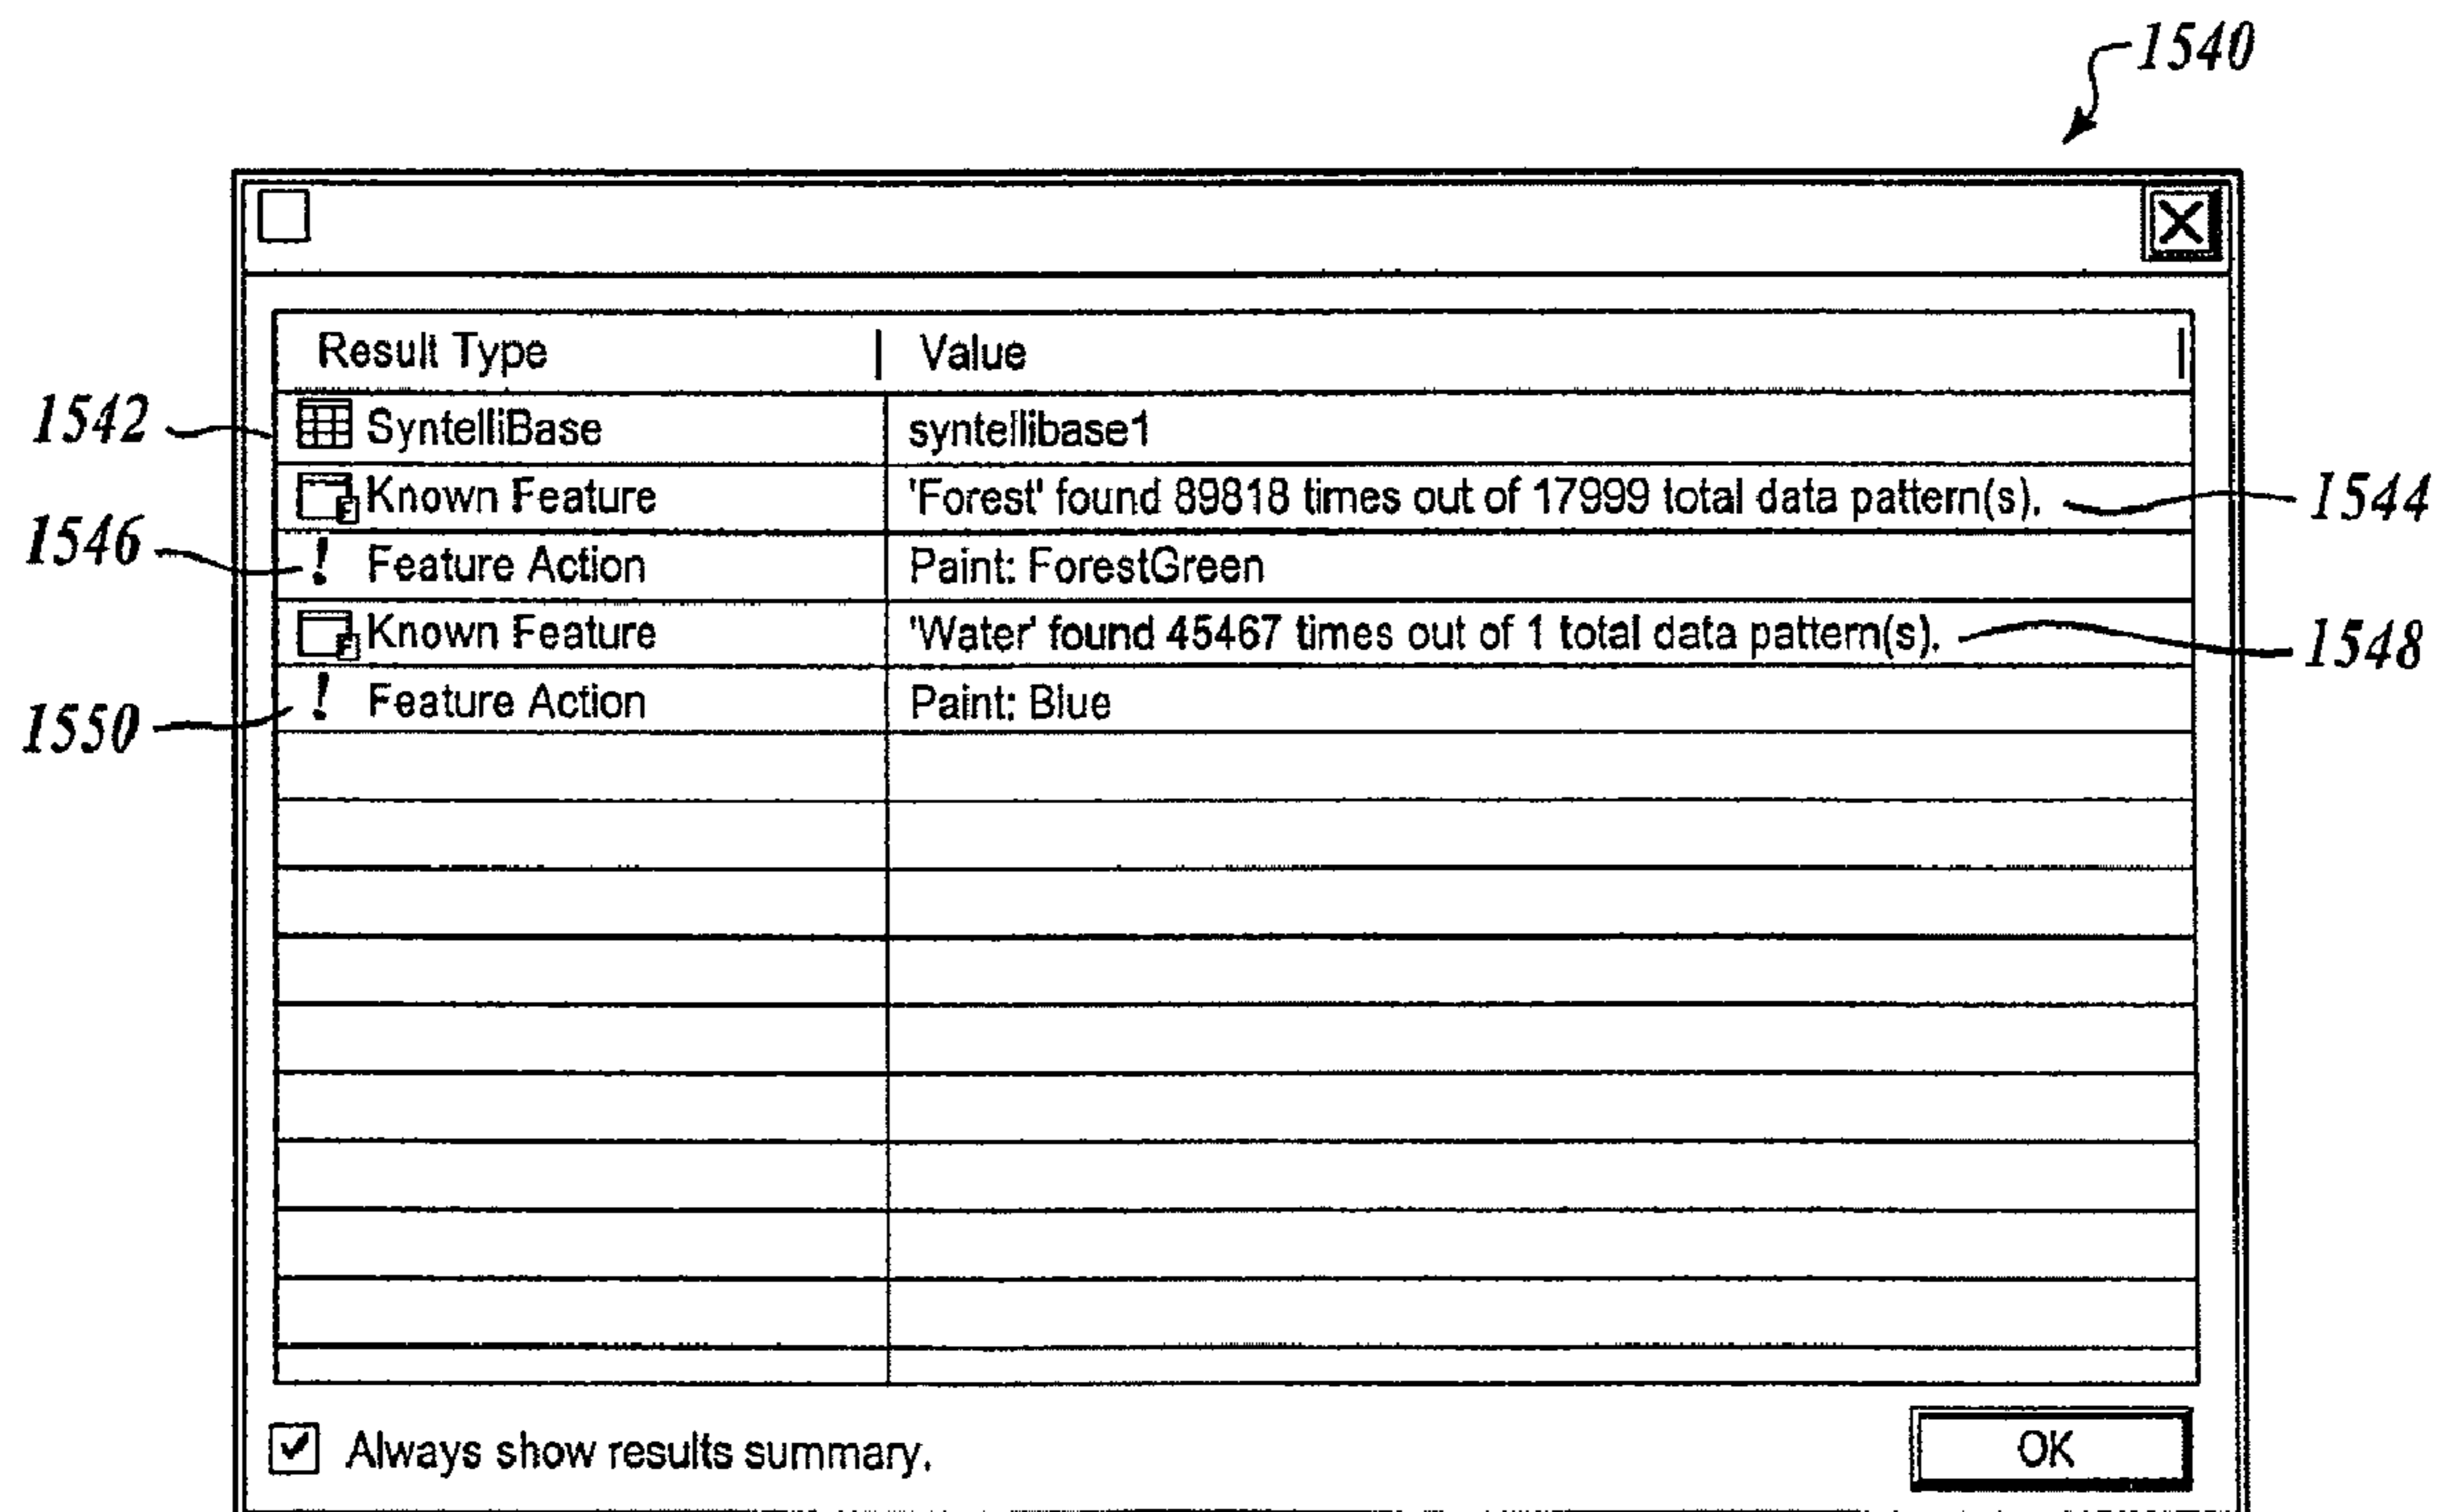 1540
Result Type | Value
1542 SyntelliBase syntellibase1
Known Feature 'Forest' found 89818 times out of 17999 total data pattern(s). 1544
1546 ! Feature Action Paint: ForestGreen
Known Feature 'Water' found 45467 times out of 1 total data pattern(s). 1548
1550 ! Feature Action Paint: Blue
Always show results summary. OK